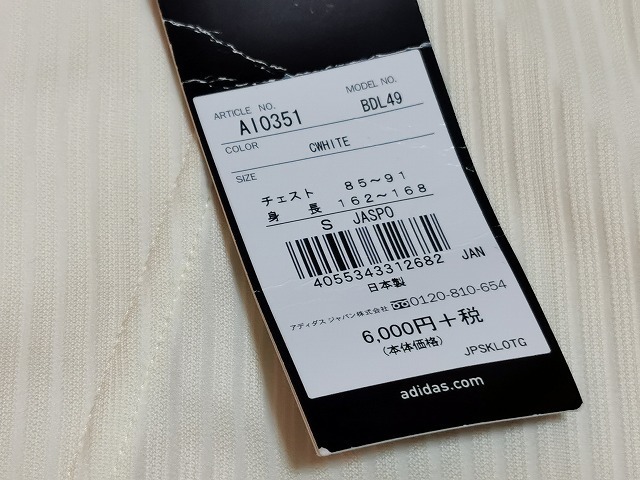 ARTICLE NO. MODEL NO.
AI0351 BDL49
COLOR
CWHITE
SIZE
チェスト 85～91
身 長 162～168
S JASPO
4055343312682 JAN
日本製
アディダス ジャパン株式会社 0120-810-654
6,000円+税
(本体価格)
JPSKLOTG
adidas.com